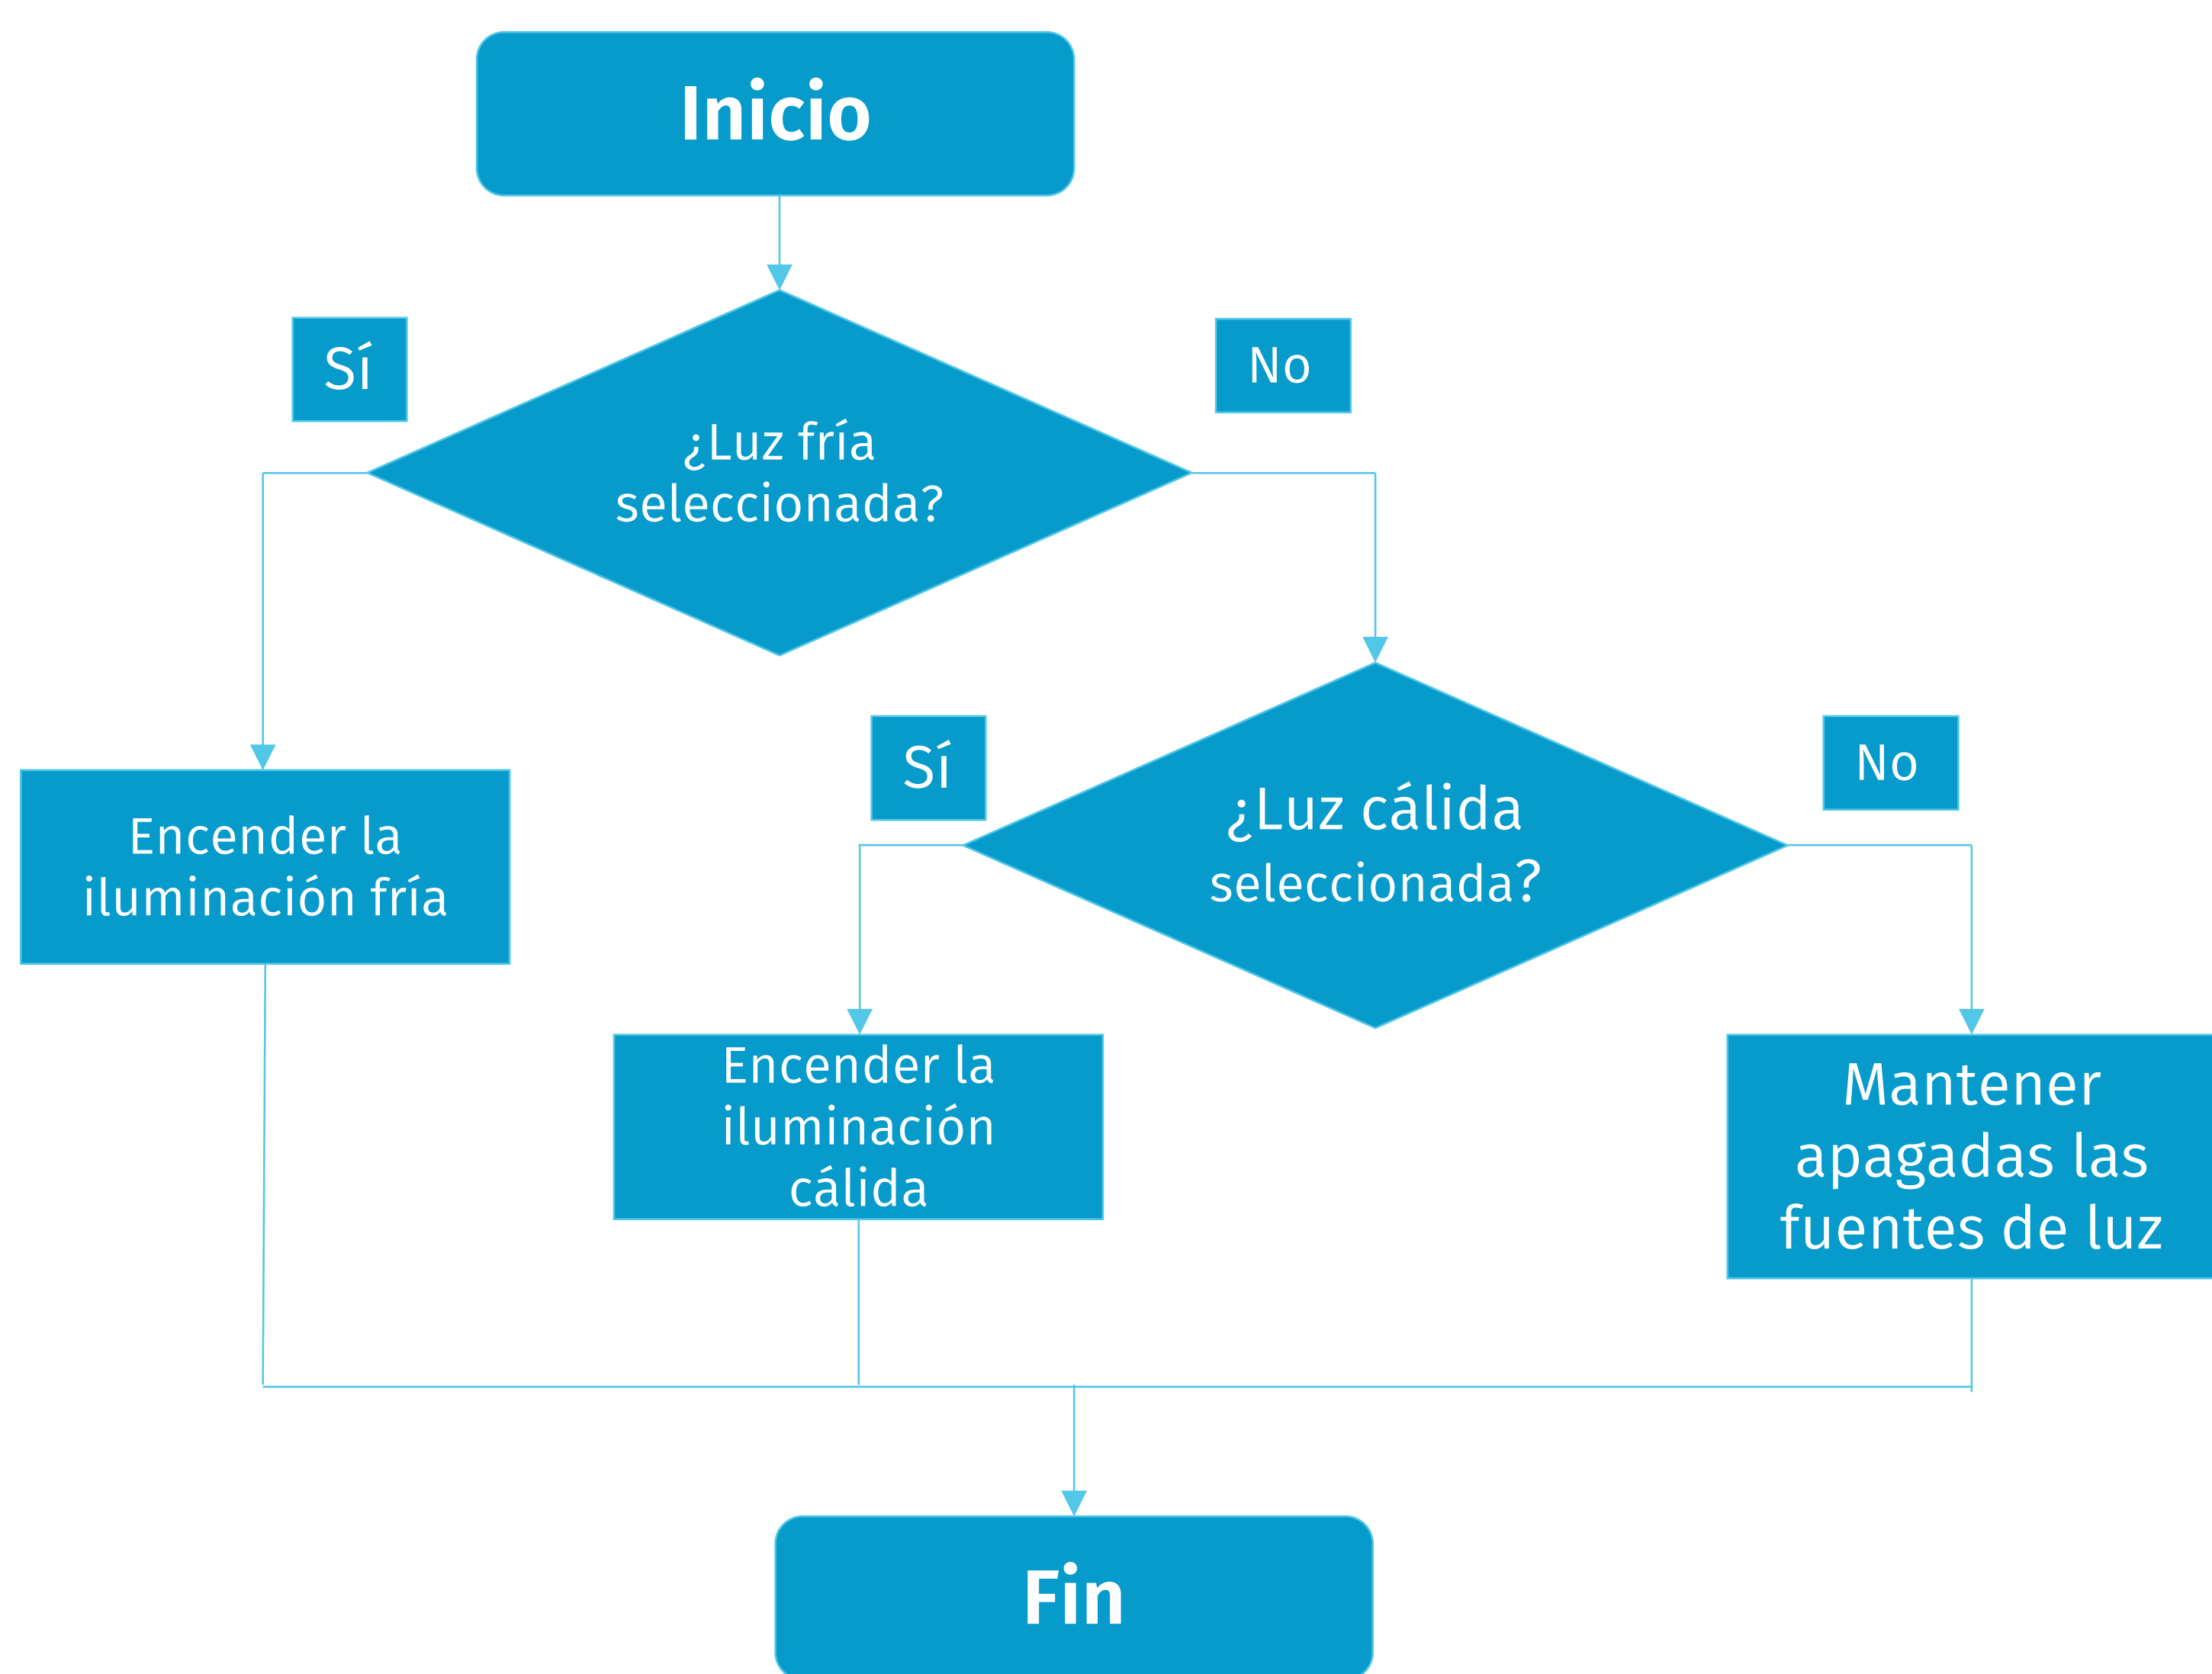 Inicio
Sí
No
¿Luz fría
seleccionada?
Sí
No
¿Luz cálida
seleccionada?
Encender la
iluminación fría
Encender la
iluminación
cálida
Mantener
apagadas las
fuentes de luz
Fin